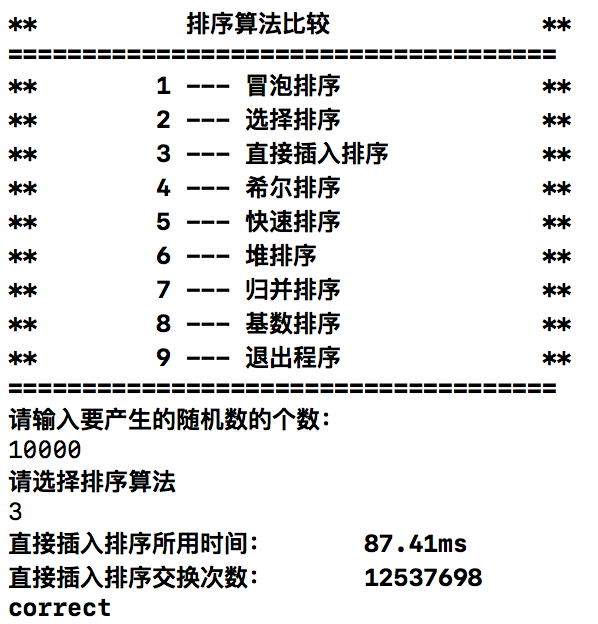 **          排序算法比较              **
=====================================
**        1 --- 冒泡排序             **
**        2 --- 选择排序             **
**        3 --- 直接插入排序          **
**        4 --- 希尔排序             **
**        5 --- 快速排序             **
**        6 --- 堆排序               **
**        7 --- 归并排序             **
**        8 --- 基数排序             **
**        9 --- 退出程序             **
=====================================
请输入要产生的随机数的个数：
10000
请选择排序算法
3
直接插入排序所用时间：      87.41ms
直接插入排序交换次数：      12537698
correct